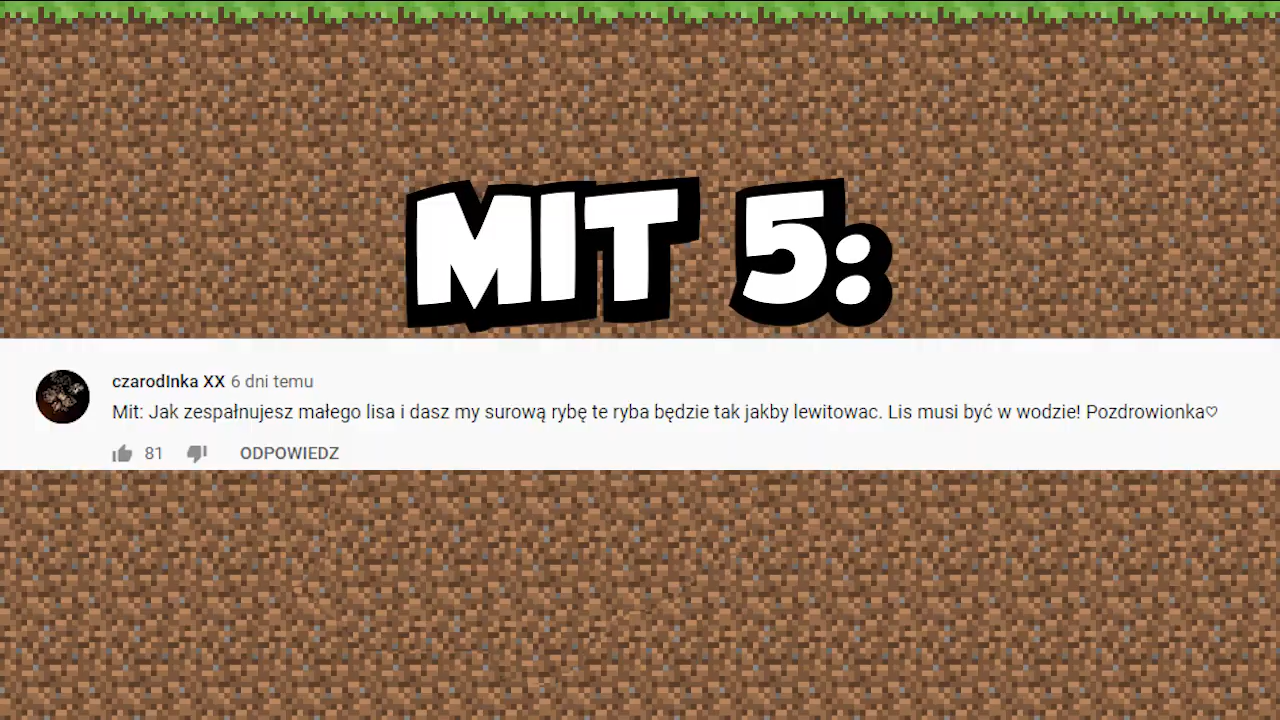 MIT 5:
czarodInka XX 6 dni temu
Mit: Jak zespałnujesz małego lisa i dasz my surową rybę te ryba będzie tak jakby lewitowac. Lis musi być w wodzie! Pozdrowionka♡
81 ODPOWIEDZ